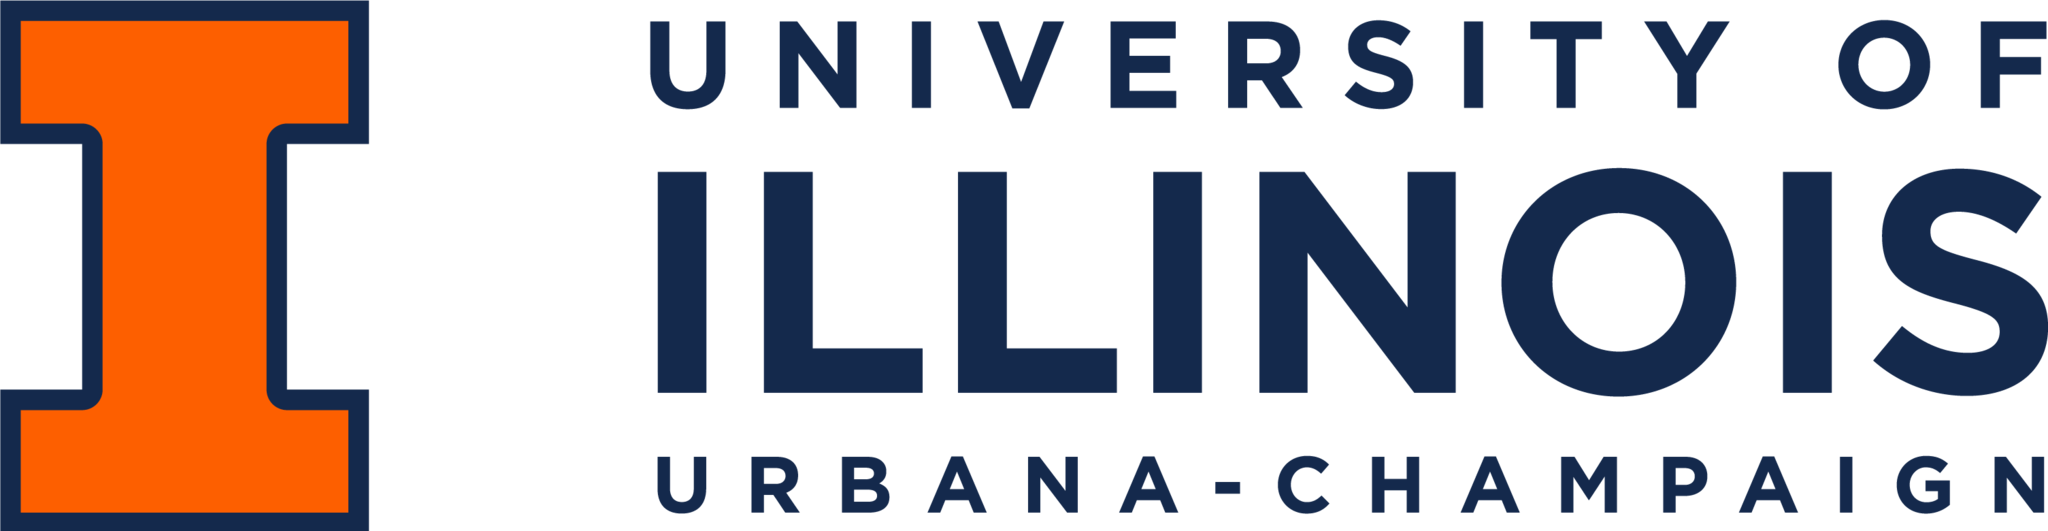 I
UNIVERSITY OF
ILLINOIS
URBANA-CHAMPAIGN